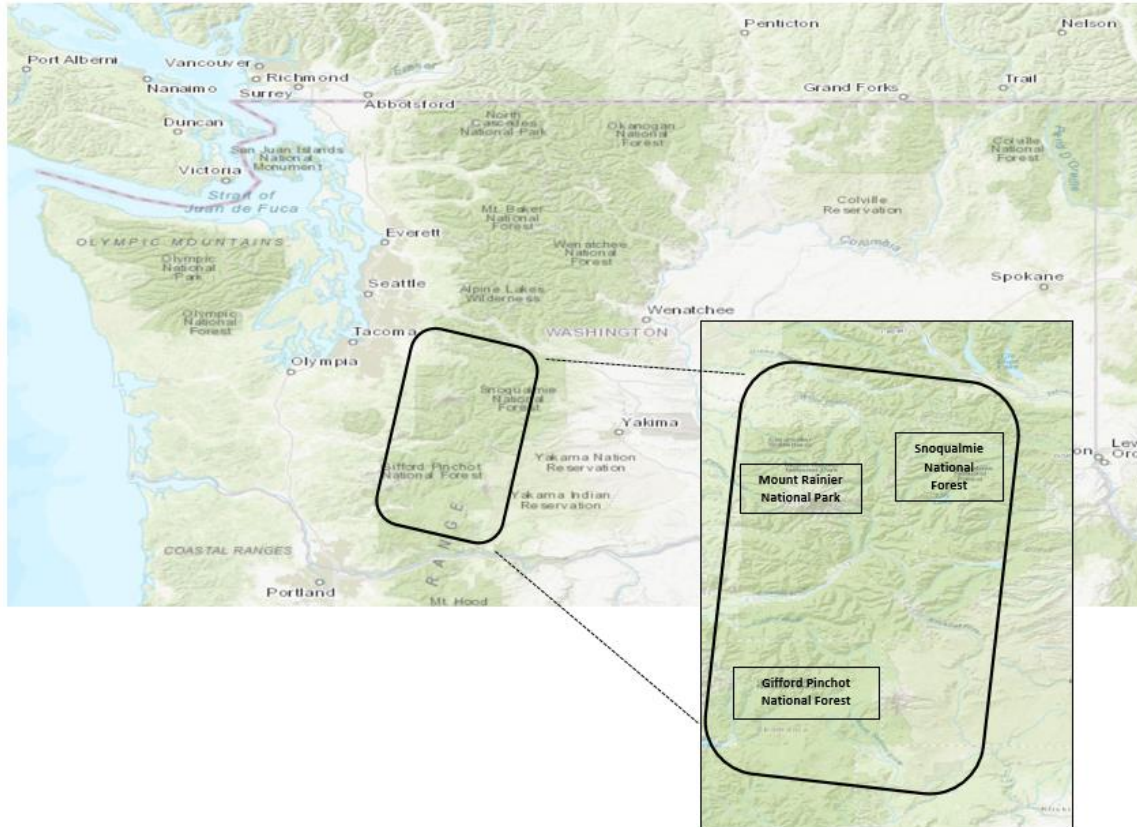 Penticton
Nelson
Port Alberni
Vancouver
Richmond
Nanaimo
Surrey
Abbotsford
Grand Forks
Trail
Duncan
North
Cascades
National Park
Okanogan
National
Forest
Colville
National
Forest
San Juan Islands
National
Monument
Victoria
Strait of
Juan de Fuca
Colville
Reservation
Mt. Baker
National
Forest
OLYMPIC MOUNTAINS
Everett
Columbia
Olympic
National
Park
Wenatchee
National
Forest
Spokane
Seattle
Alpine Lakes
Wilderness
Olympic
National
Forest
Wenatchee
Tacoma
WASHINGTON
Olympia
Snoqualmie
National
Forest
Yakima
Gifford Pinchot
National Forest
Yakama Nation
Reservation
Yakama Indian
Reservation
COASTAL RANGES
RANGE
Portland
Mt Hood
Snoqualmie
National
Forest
Mount Rainier
National Park
Gifford Pinchot
National Forest